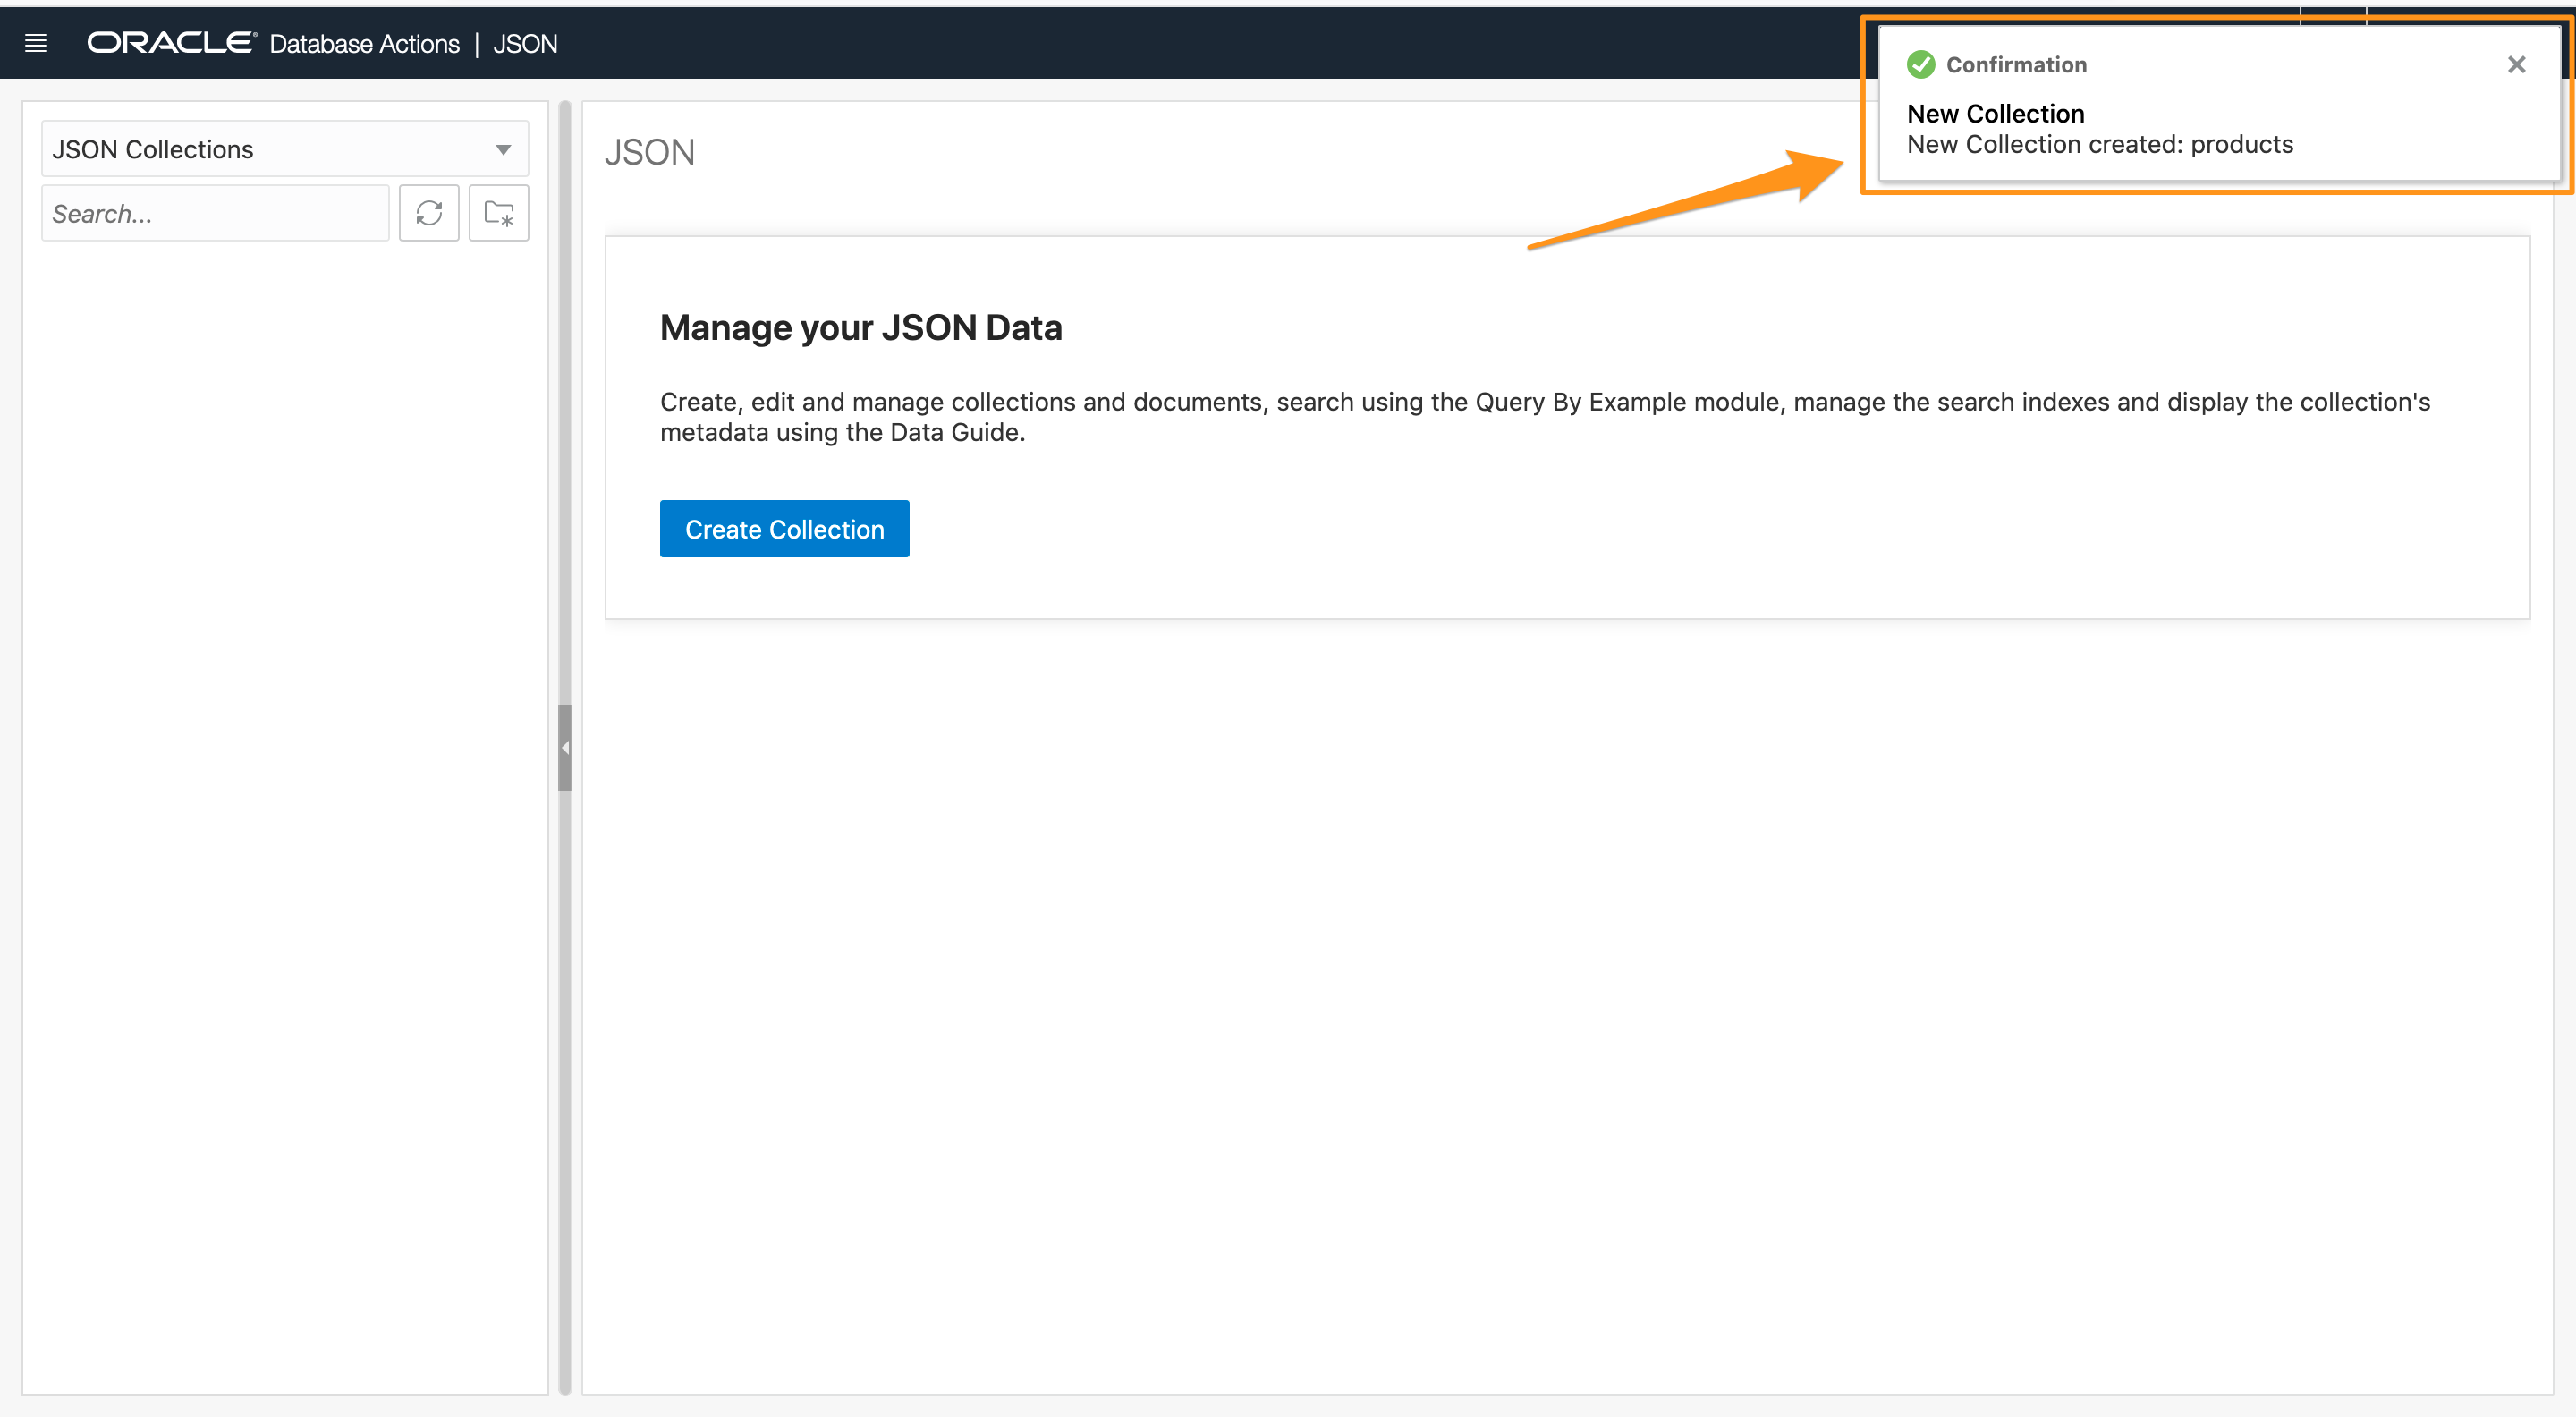 ORACLE Database Actions | JSON
Confirmation
New Collection
New Collection created: products
JSON Collections
Search...
JSON
Manage your JSON Data
Create, edit and manage collections and documents, search using the Query By Example module, manage the search indexes and display the collection's
metadata using the Data Guide.
Create Collection